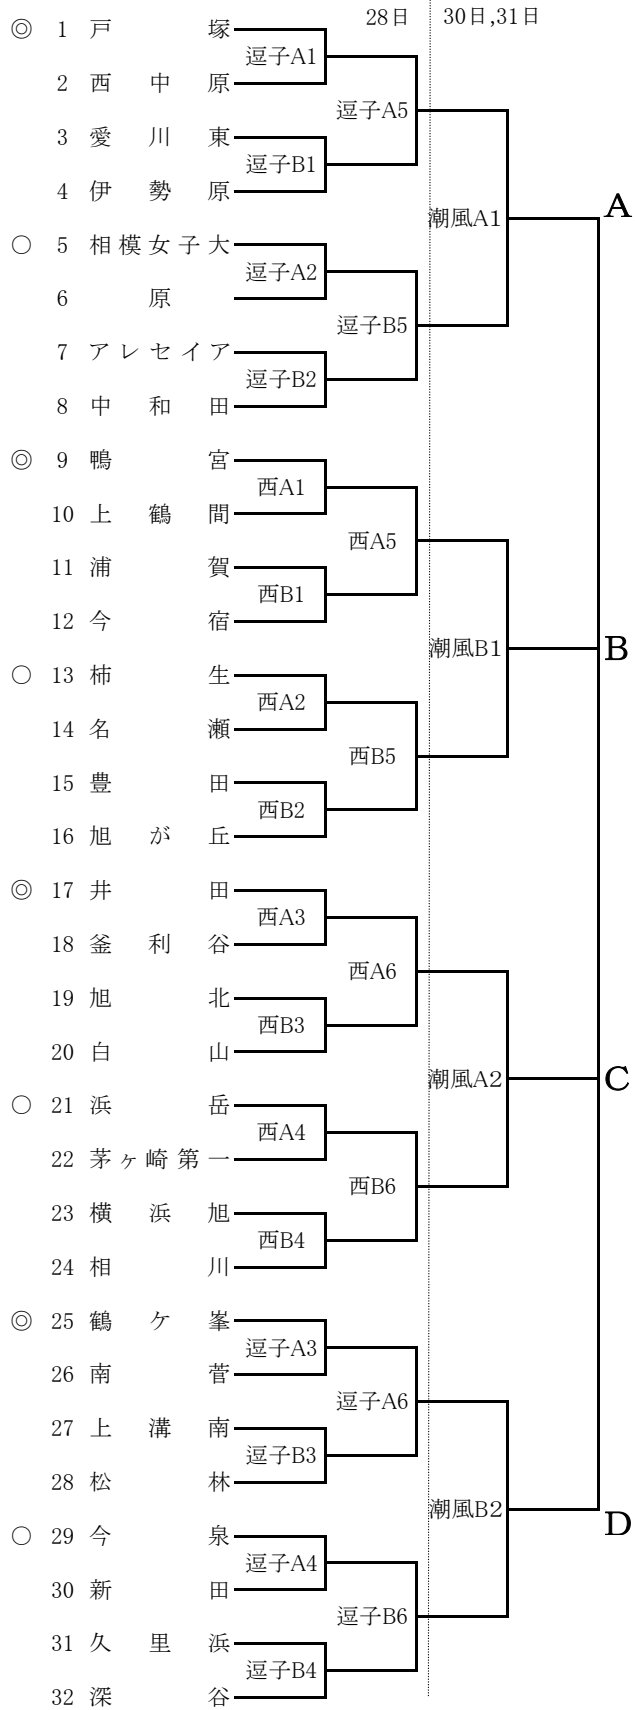 28日 30日,31日
◎ 1 戸塚
逗子A1
2 西中原
逗子A5
3 愛川東
逗子B1
4 伊勢原
A
潮風A1
○ 5 相模女子大
逗子A2
6 原
逗子B5
7 アレセイア
逗子B2
8 中和田
◎ 9 鴨宮
西A1
10 上鶴間
西A5
11 浦賀
西B1
12 今宿
潮風B1 B
○ 13 柿生
西A2
14 名瀬
西B5
15 豊田
西B2
16 旭が丘
◎ 17 井田
西A3
18 釜利谷
西A6
19 旭北
西B3
20 白山
潮風A2 C
○ 21 浜岳
西A4
22 茅ヶ崎第一
西B6
23 横浜旭
西B4
24 相川
◎ 25 鶴ケ峯
逗子A3
26 南菅
逗子A6
27 上溝南
逗子B3
28 松林
潮風B2
D
○ 29 今泉
逗子A4
30 新田
逗子B6
31 久里浜
逗子B4
32 深谷